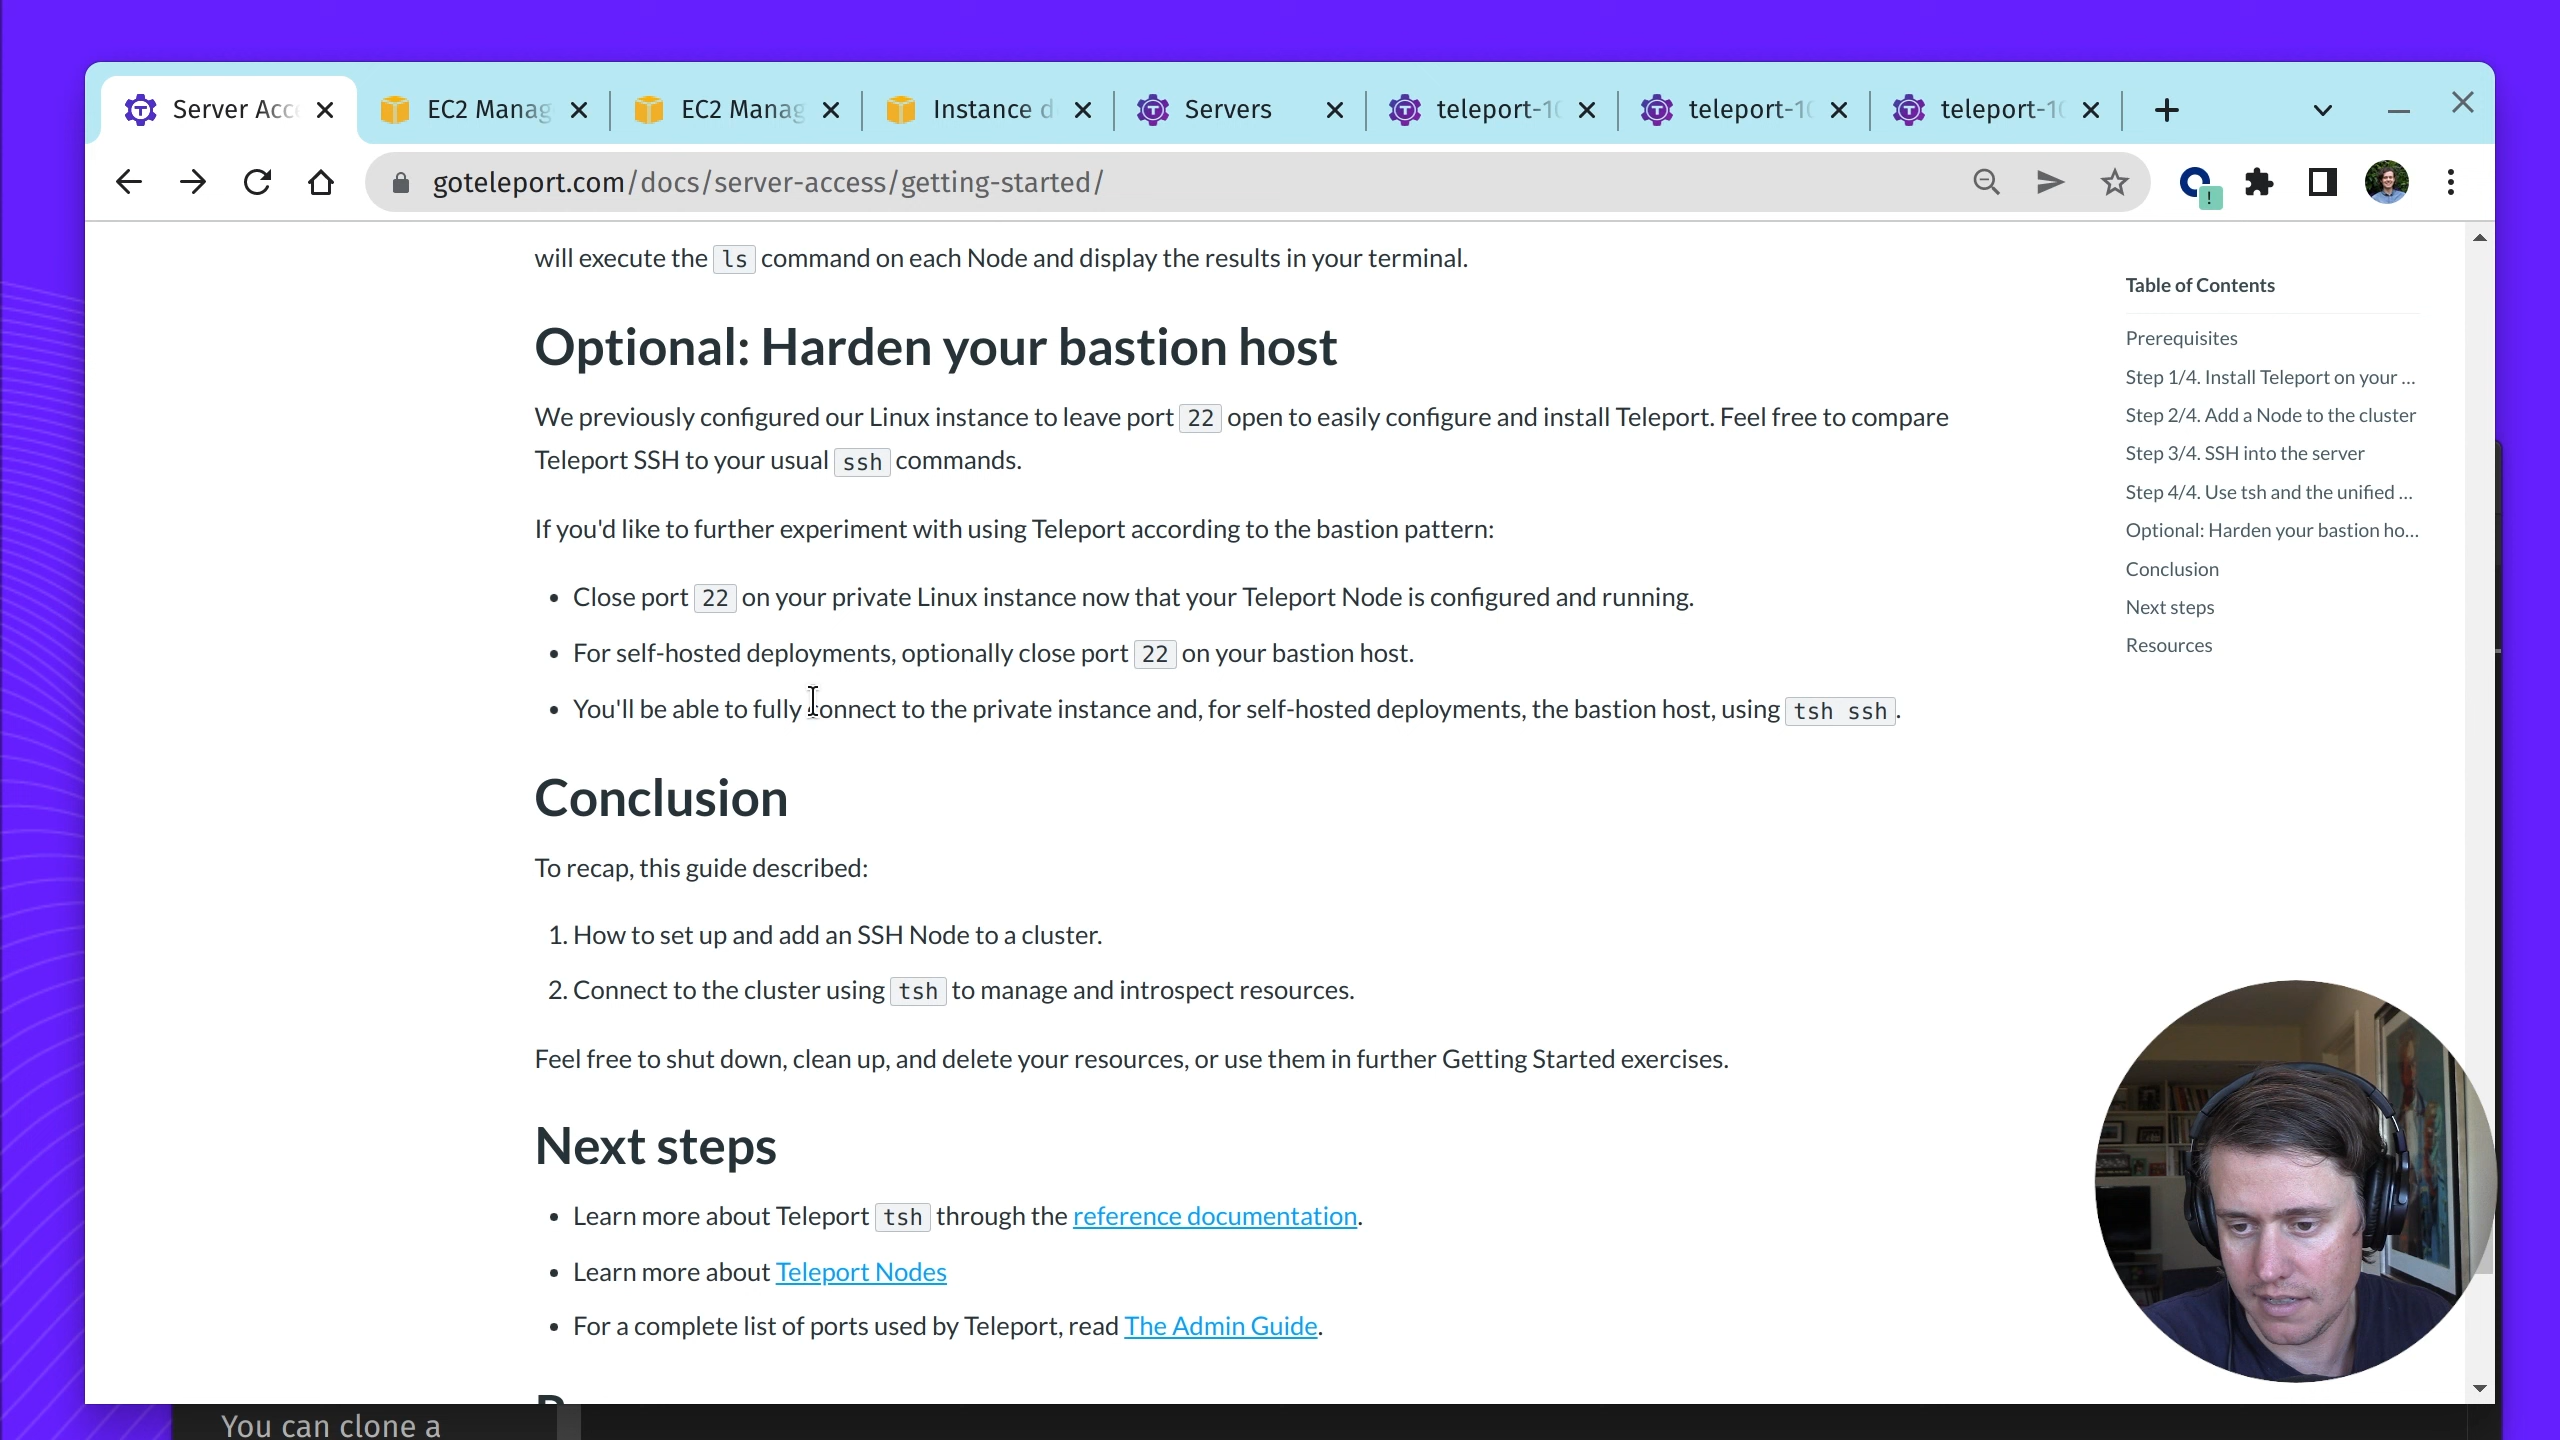 Server Acc
EC2 Manag
EC2 Manag
Instance d
Servers
teleport-10
teleport-10
teleport-10
goteleport.com/docs/server-access/getting-started/
will execute the ls command on each Node and display the results in your terminal.
Optional: Harden your bastion host
We previously configured our Linux instance to leave port 22 open to easily configure and install Teleport. Feel free to compare
Teleport SSH to your usual ssh commands.
If you'd like to further experiment with using Teleport according to the bastion pattern:
• Close port 22 on your private Linux instance now that your Teleport Node is configured and running.
• For self-hosted deployments, optionally close port 22 on your bastion host.
• You'll be able to fully connect to the private instance and, for self-hosted deployments, the bastion host, using tsh ssh.
Conclusion
To recap, this guide described:
1. How to set up and add an SSH Node to a cluster.
2. Connect to the cluster using tsh to manage and introspect resources.
Feel free to shut down, clean up, and delete your resources, or use them in further Getting Started exercises.
Next steps
• Learn more about Teleport tsh through the reference documentation.
• Learn more about Teleport Nodes
• For a complete list of ports used by Teleport, read The Admin Guide.
Table of Contents
Prerequisites
Step 1/4. Install Teleport on your ...
Step 2/4. Add a Node to the cluster
Step 3/4. SSH into the server
Step 4/4. Use tsh and the unified ...
Optional: Harden your bastion ho...
Conclusion
Next steps
Resources
You can clone a